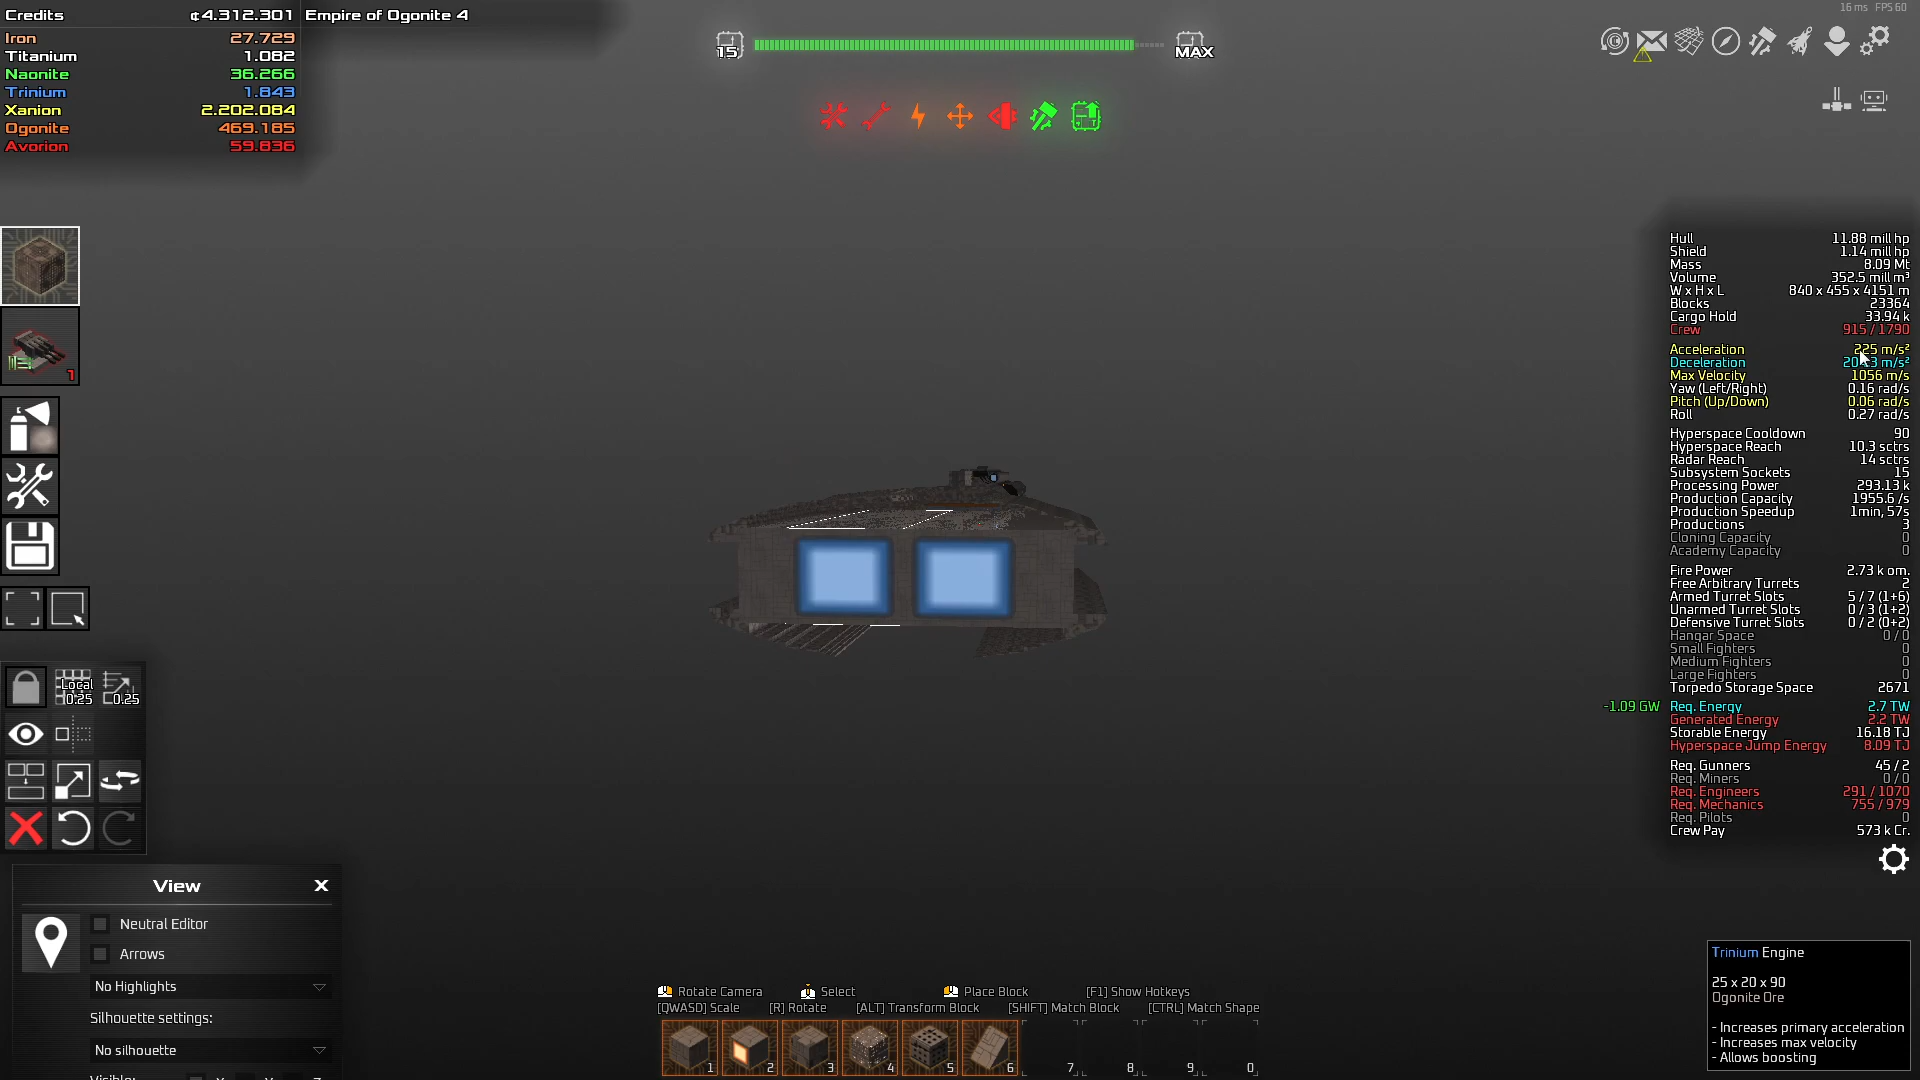 Credits ¢4.312.301 Empire of Ogonite 4
Iron 27.729
Titanium 1.082
Naonite 36.266
Trinium 1.843
Xanion 2.202.084
Ogonite 469.185
Avorion 59.836
15
MAX
16 ms FPS 60
1
Local
0.25
0.25
View X
Neutral Editor
Arrows
No Highlights
Silhouette settings:
No silhouette
Hull 11.88 mill hp
Shield 1.14 mill hp
Mass 8.09 Mt
Volume 352.5 mill m³
W x H x L 840 x 455 x 4151 m
Blocks 23364
Cargo Hold 33.94 k
Crew 915 / 1790
Acceleration 225 m/s²
Deceleration m/s²
Max Velocity 1056 m/s
Yaw (Left/Right) 0.16 rad/s
Pitch (Up/Down) 0.06 rad/s
Roll 0.27 rad/s
Hyperspace Cooldown 90
Hyperspace Reach 10.3 sctrs
Radar Reach 14 sctrs
Subsystem Sockets 15
Processing Power 293.13 k
Production Capacity 1955.6 /s
Production Speedup 1min, 57s
Productions 3
Cloning Capacity 0
Academy Capacity 0
Fire Power 2.73 k om.
Free Arbitrary Turrets 2
Armed Turret Slots 5 / 7 (1+6)
Unarmed Turret Slots 0 / 3 (1+2)
Defensive Turret Slots 0 / 2 (0+2)
Hangar Space 0 / 0
Small Fighters 0
Medium Fighters 0
Large Fighters 0
Torpedo Storage Space 2671
-1.09 GW Req. Energy 2.7 TW
Generated Energy 2.2 TW
Storable Energy 16.18 TJ
Hyperspace Jump Energy 8.09 TJ
Req. Gunners 45 / 2
Req. Miners 0 / 0
Req. Engineers 291 / 1070
Req. Mechanics 755 / 979
Req. Pilots 0
Crew Pay 573 k Cr.
Trinium Engine
25 x 20 x 90
Ogonite Ore
- Increases primary acceleration
- Increases max velocity
- Allows boosting
Rotate Camera Select Place Block [F1] Show Hotkeys
[QWASD] Scale [R] Rotate [ALT] Transform Block [SHIFT] Match Block [CTRL] Match Shape
1 2 3 4 5 6 7 8 9 0